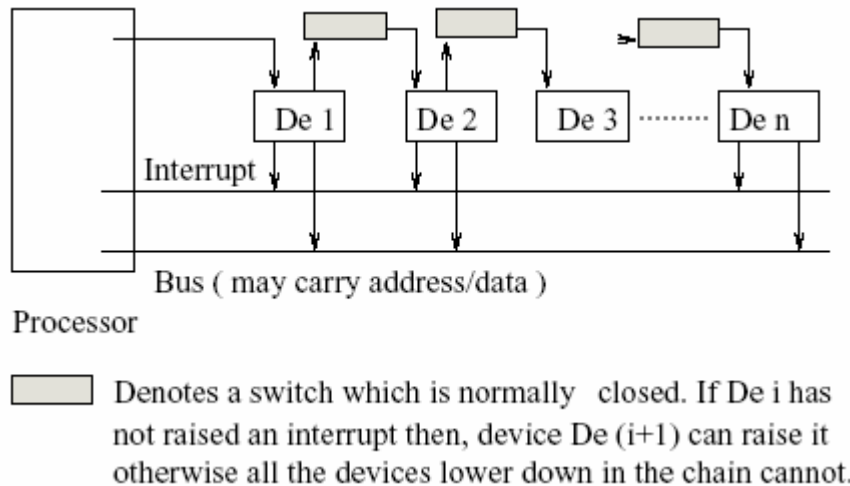 De 1
De 2
De 3
De n
Interrupt
Bus ( may carry address/data )
Processor
Denotes a switch which is normally closed. If De i has
not raised an interrupt then, device De (i+1) can raise it
otherwise all the devices lower down in the chain cannot.